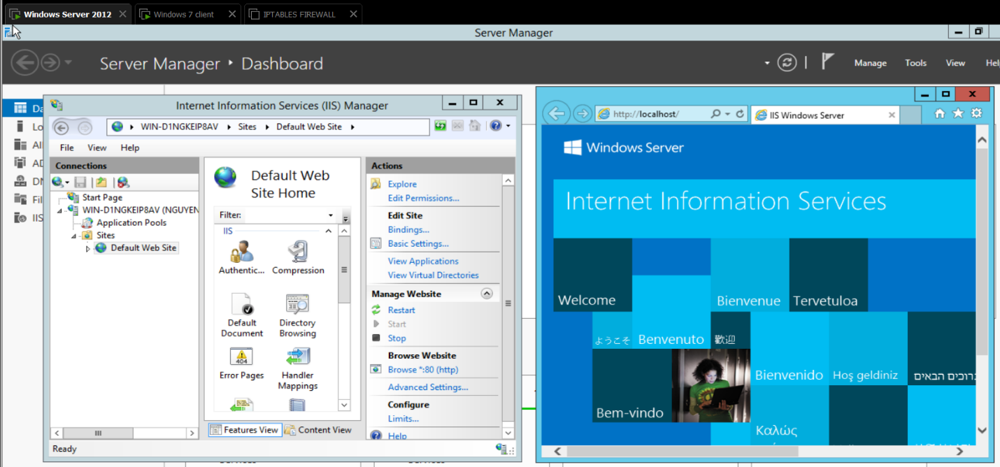 Windows Server 2012
Windows 7 client
IPTABLES FIREWALL
Server Manager
Server Manager
Dashboard
Manage
Tools
View
Da
Lo
IIS
Internet Information Services (IIS) Manager
WIN-D1NGKEIP8AV
Sites
Default Web Site
File
View
Help
Connections
Start Page
WIN-D1NGKEIP8AV (NGUYEN
Application Pools
Sites
Default Web Site
Default Web
Site Home
Filter:
IIS
Authentic...
Compression
Default
Document
Directory
Browsing
404
Error Pages
Handler
Mappings
Features View
Content View
Ready
Actions
Explore
Edit Permissions...
Edit Site
Bindings...
Basic Settings...
View Applications
View Virtual Directories
Manage Website
Restart
Start
Stop
Browse Website
Browse *:80 (http)
Advanced Settings...
Configure
Limits...
Help
http://localhost/
IIS Windows Server
Windows Server
Internet Information Services
Welcome
Bienvenue
Tervetuloa
ようこそ
Benvenuto
歡迎
Bienvenido
Hoş geldiniz
ברוכים הבאים
Bem-vindo
Καλώς